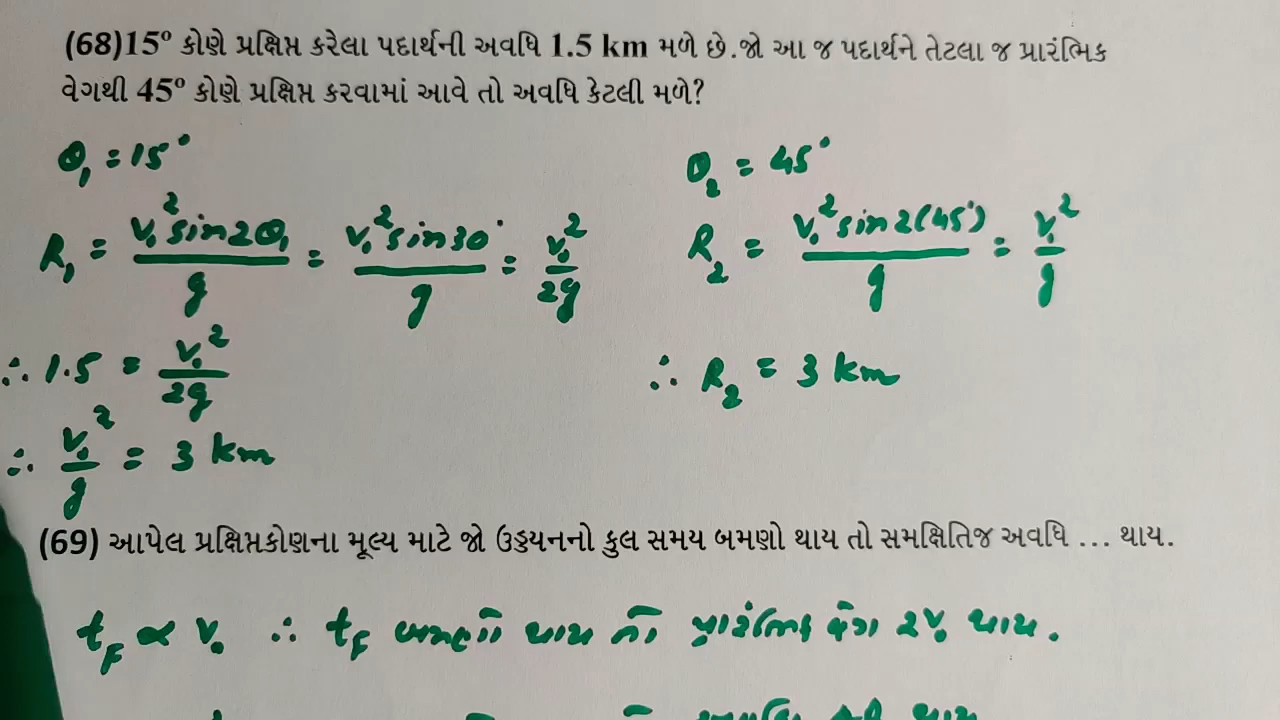 (68)15º કોણે પ્રક્ષિપ્ત કરેલા પદાર્થની અવધિ 1.5 km મળે છે.જો આ જ પદાર્થને તેટલા જ પ્રારંભિક
વેગથી 45º કોણે પ્રક્ષિપ્ત કરવામાં આવે તો અવધિ કેટલી મળે?
θ₁ = 15°
R₁ = v₀² sin2θ₁ / g = v₀² sin30° / g = v₀² / 2g
∴ 1.5 = v₀² / 2g
∴ v₀² / g = 3 km
θ₂ = 45°
R₂ = v₀² sin2(45°) / g = v₀² / g
∴ R₂ = 3 km
(69) આપેલ પ્રક્ષિપ્તકોણના મૂલ્ય માટે જો ઉડ્ડયનનો કુલ સમય બમણો થાય તો સમક્ષિતિજ અવધિ ... થાય.
t_F ∝ v₀ ∴ t_F બમણો થાય તો પ્રારંભિક વેગ 2v₀ થાય.